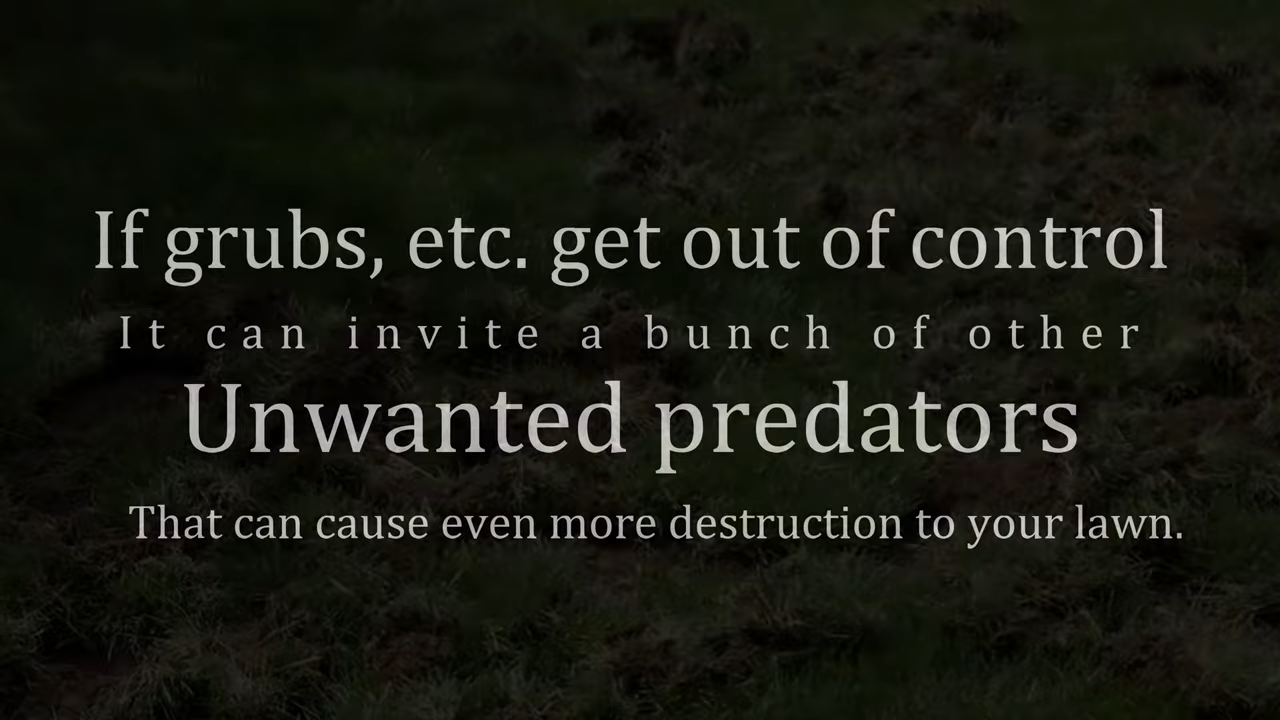 If grubs, etc. get out of control
It can invite a bunch of other
Unwanted predators
That can cause even more destruction to your lawn.